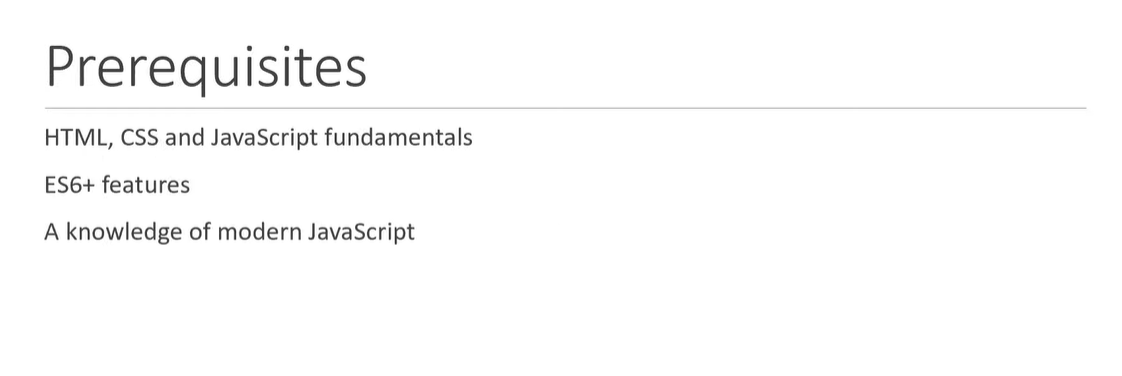 Prerequisites
HTML, CSS and JavaScript fundamentals
ES6+ features
A knowledge of modern JavaScript